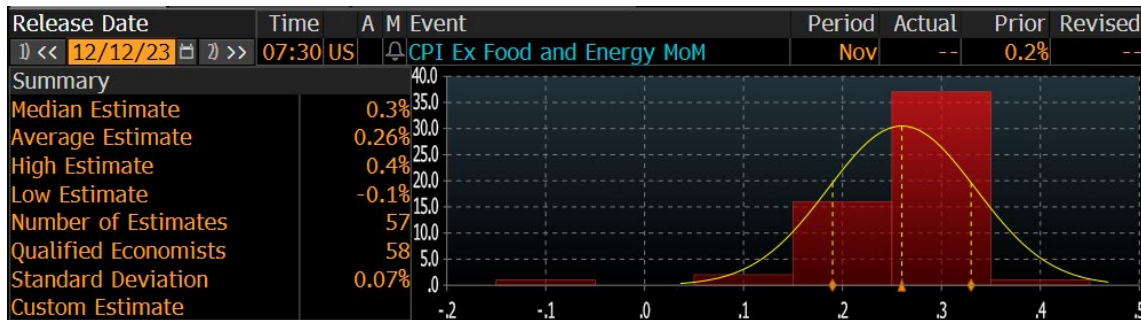 Release Date Time A M Event Period Actual Prior Revised
1) << 12/12/23 2) >> 07:30 US CPI Ex Food and Energy MoM Nov -- 0.2% --
Summary
Median Estimate 0.3%
Average Estimate 0.26%
High Estimate 0.4%
Low Estimate -0.1%
Number of Estimates 57
Qualified Economists 58
Standard Deviation 0.07%
Custom Estimate
40.0
35.0
30.0
25.0
20.0
15.0
10.0
5.0
.0
-.2 -.1 .0 .1 .2 .3 .4